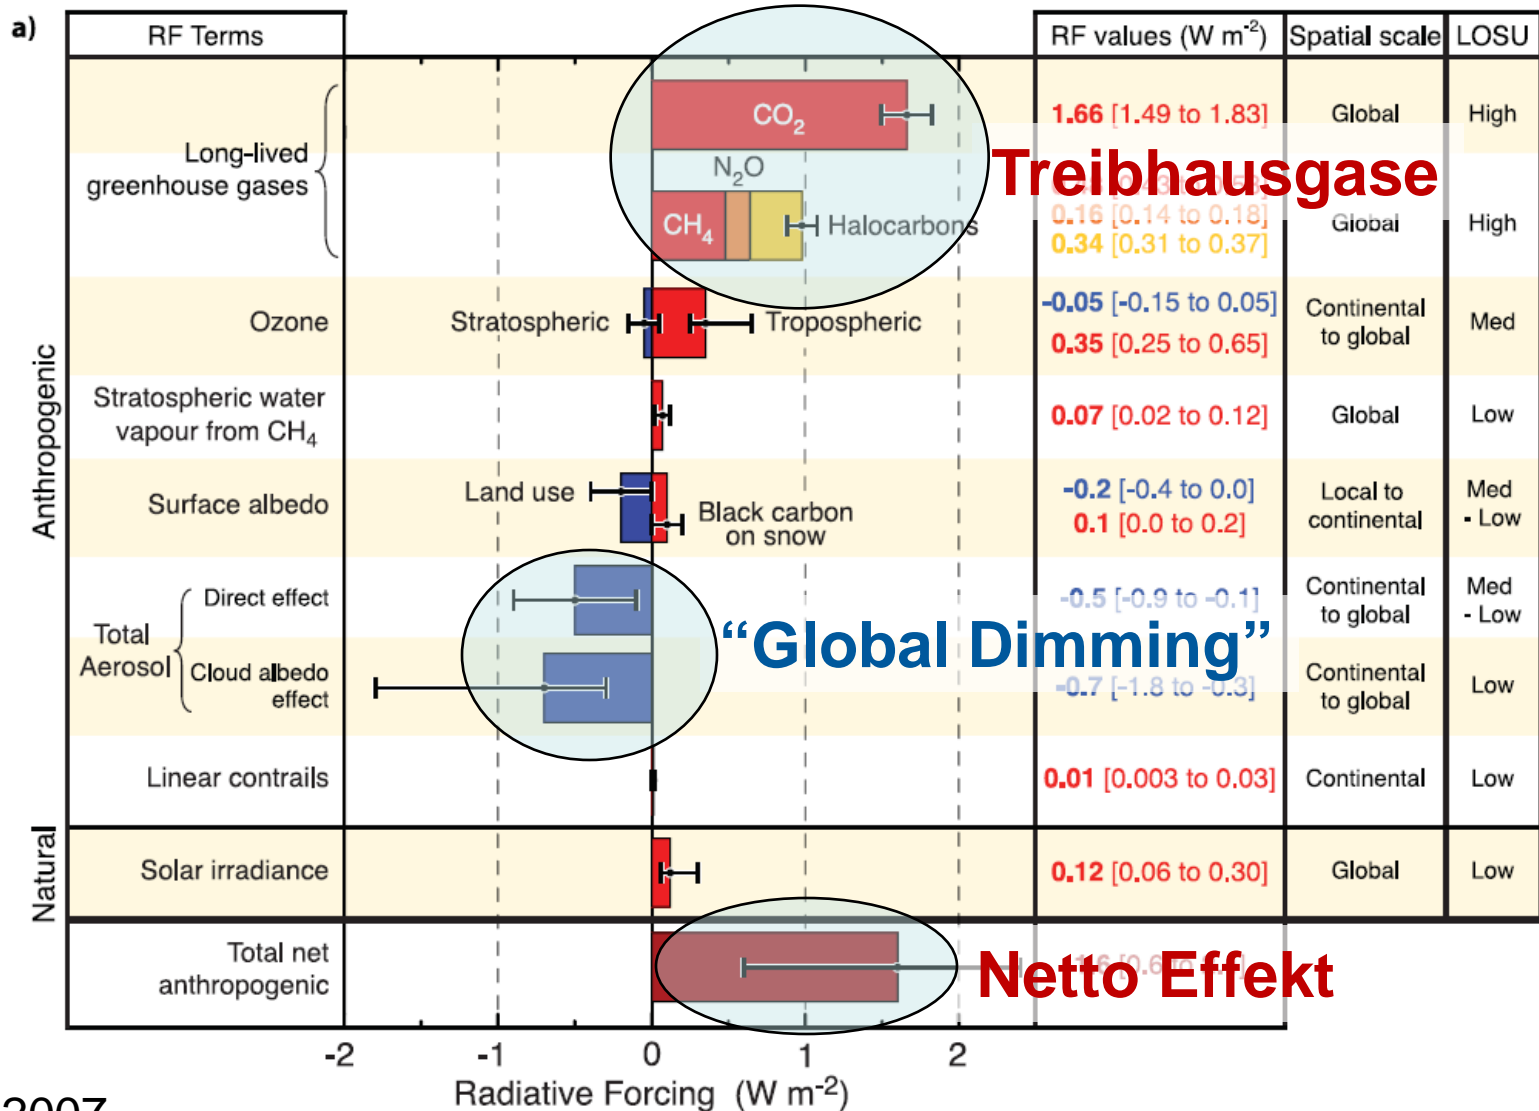 a)
RF Terms
RF values (W m-2)
Spatial scale
LOSU
Anthropogenic
Long-lived
greenhouse gases
CO2
1.66 [1.49 to 1.83]
Global
High
Treibhausgase
N2O
CH4
Halocarbons
0.16 [0.14 to 0.18]
0.34 [0.31 to 0.37]
Global
High
Ozone
Stratospheric
Tropospheric
-0.05 [-0.15 to 0.05]
0.35 [0.25 to 0.65]
Continental
to global
Med
Stratospheric water
vapour from CH4
0.07 [0.02 to 0.12]
Global
Low
Surface albedo
Land use
Black carbon
on snow
-0.2 [-0.4 to 0.0]
0.1 [0.0 to 0.2]
Local to
continental
Med
- Low
Total
Aerosol
Direct effect
-0.5 [-0.9 to -0.1]
Continental
to global
Med
- Low
“Global Dimming”
Cloud albedo
effect
-0.7 [-1.8 to -0.3]
Continental
to global
Low
Linear contrails
0.01 [0.003 to 0.03]
Continental
Low
Natural
Solar irradiance
0.12 [0.06 to 0.30]
Global
Low
Total net
anthropogenic
Netto Effekt
-2 -1 0 1 2
Radiative Forcing (W m-2)
2007